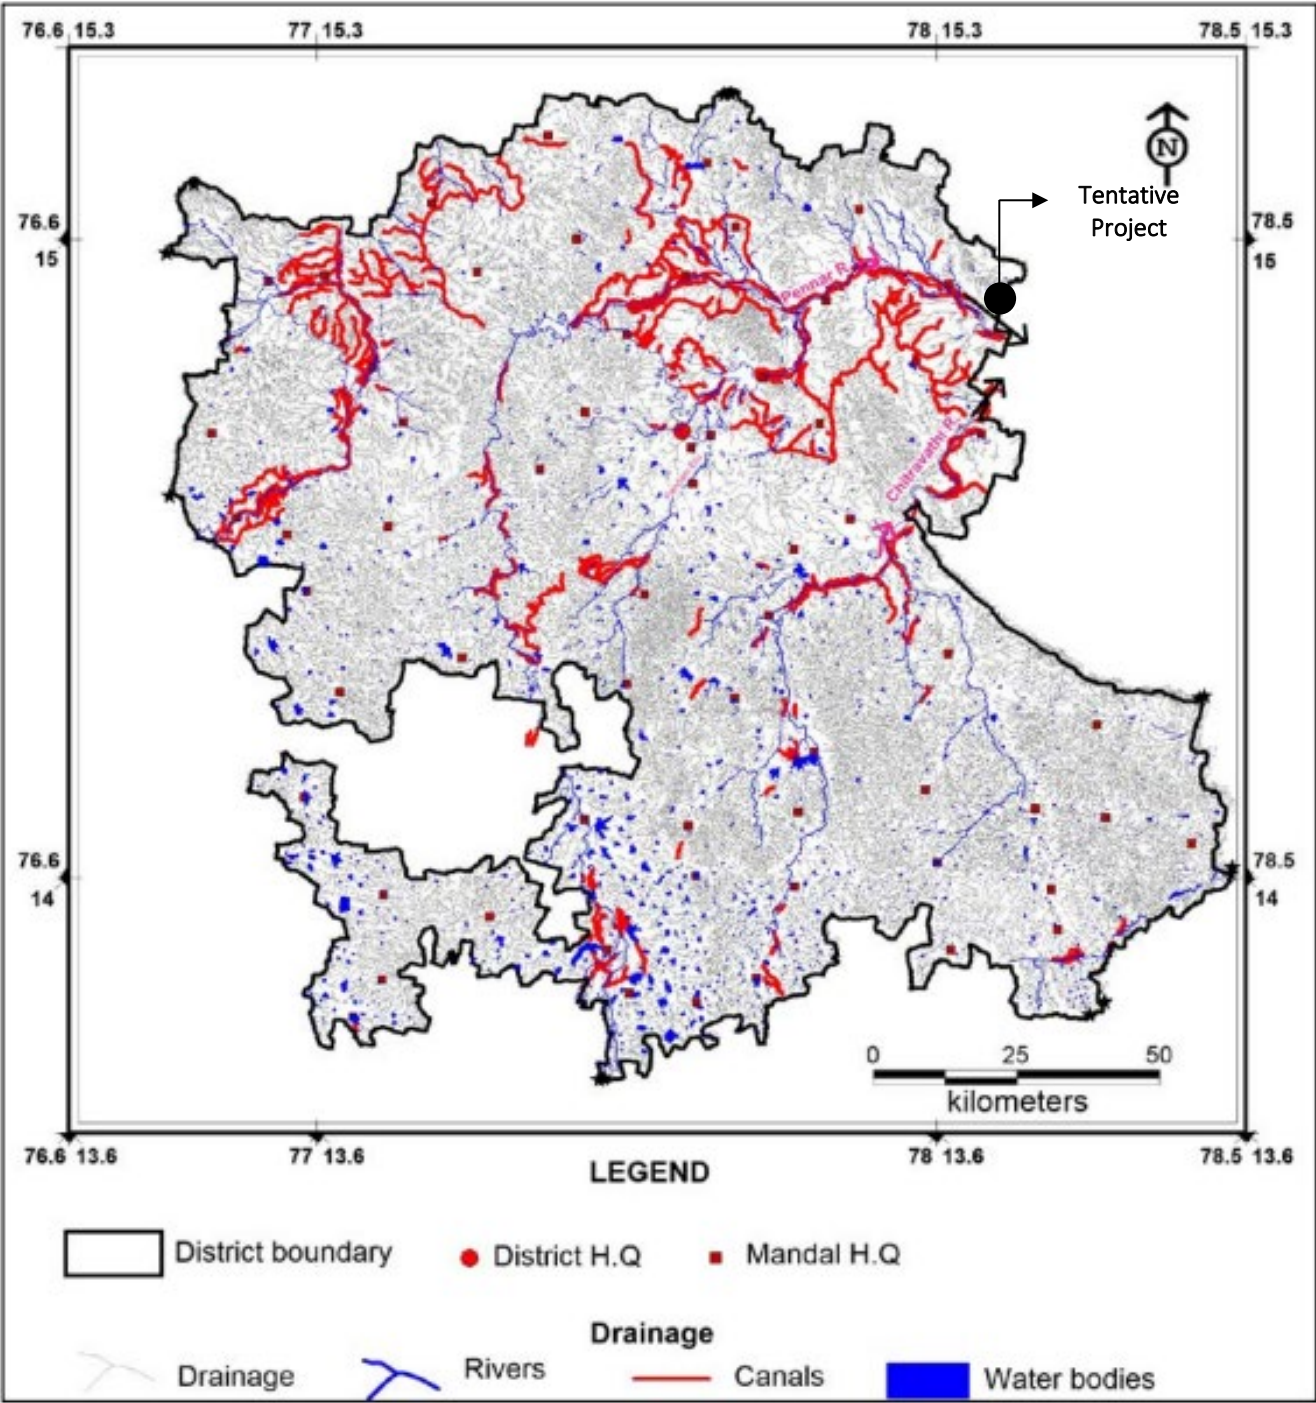 76.6 15.3
77 15.3
78 15.3
78.5 15.3
N
Tentative
Project
76.6
15
78.5
15
Pennar R
Chitravathi R
76.6
14
78.5
14
0 25 50
kilometers
76.6 13.6
77 13.6
78 13.6
78.5 13.6
LEGEND
District boundary
District H.Q
Mandal H.Q
Drainage
Drainage
Rivers
Canals
Water bodies